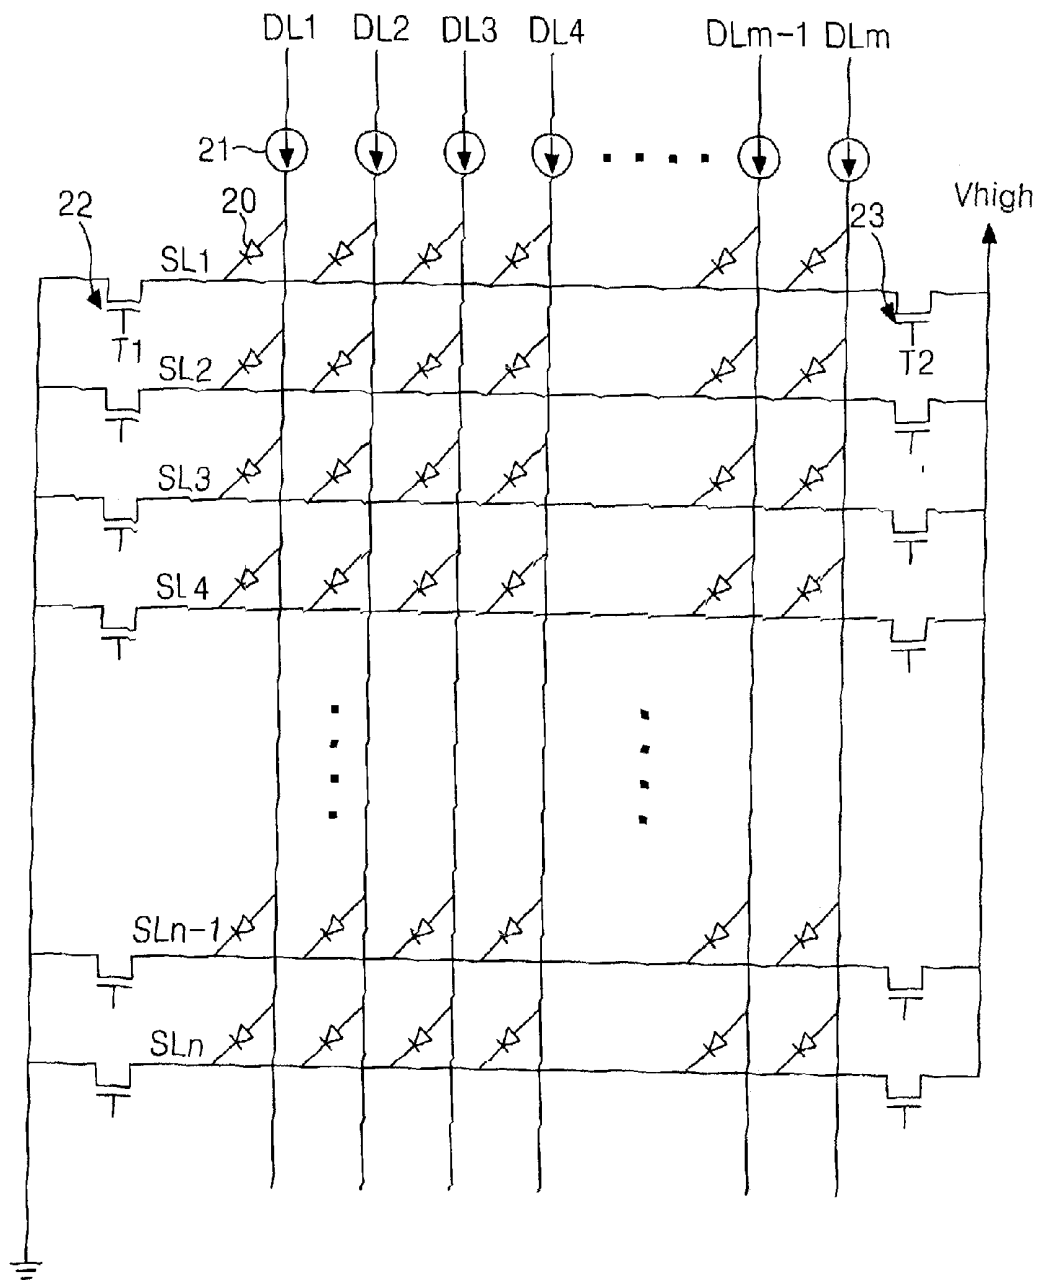 DL1 DL2 DL3 DL4 DLm-1 DLm
21
22 20 23 Vhigh
SL1
T1 T2
SL2
SL3
SL4
SLn-1
SLn